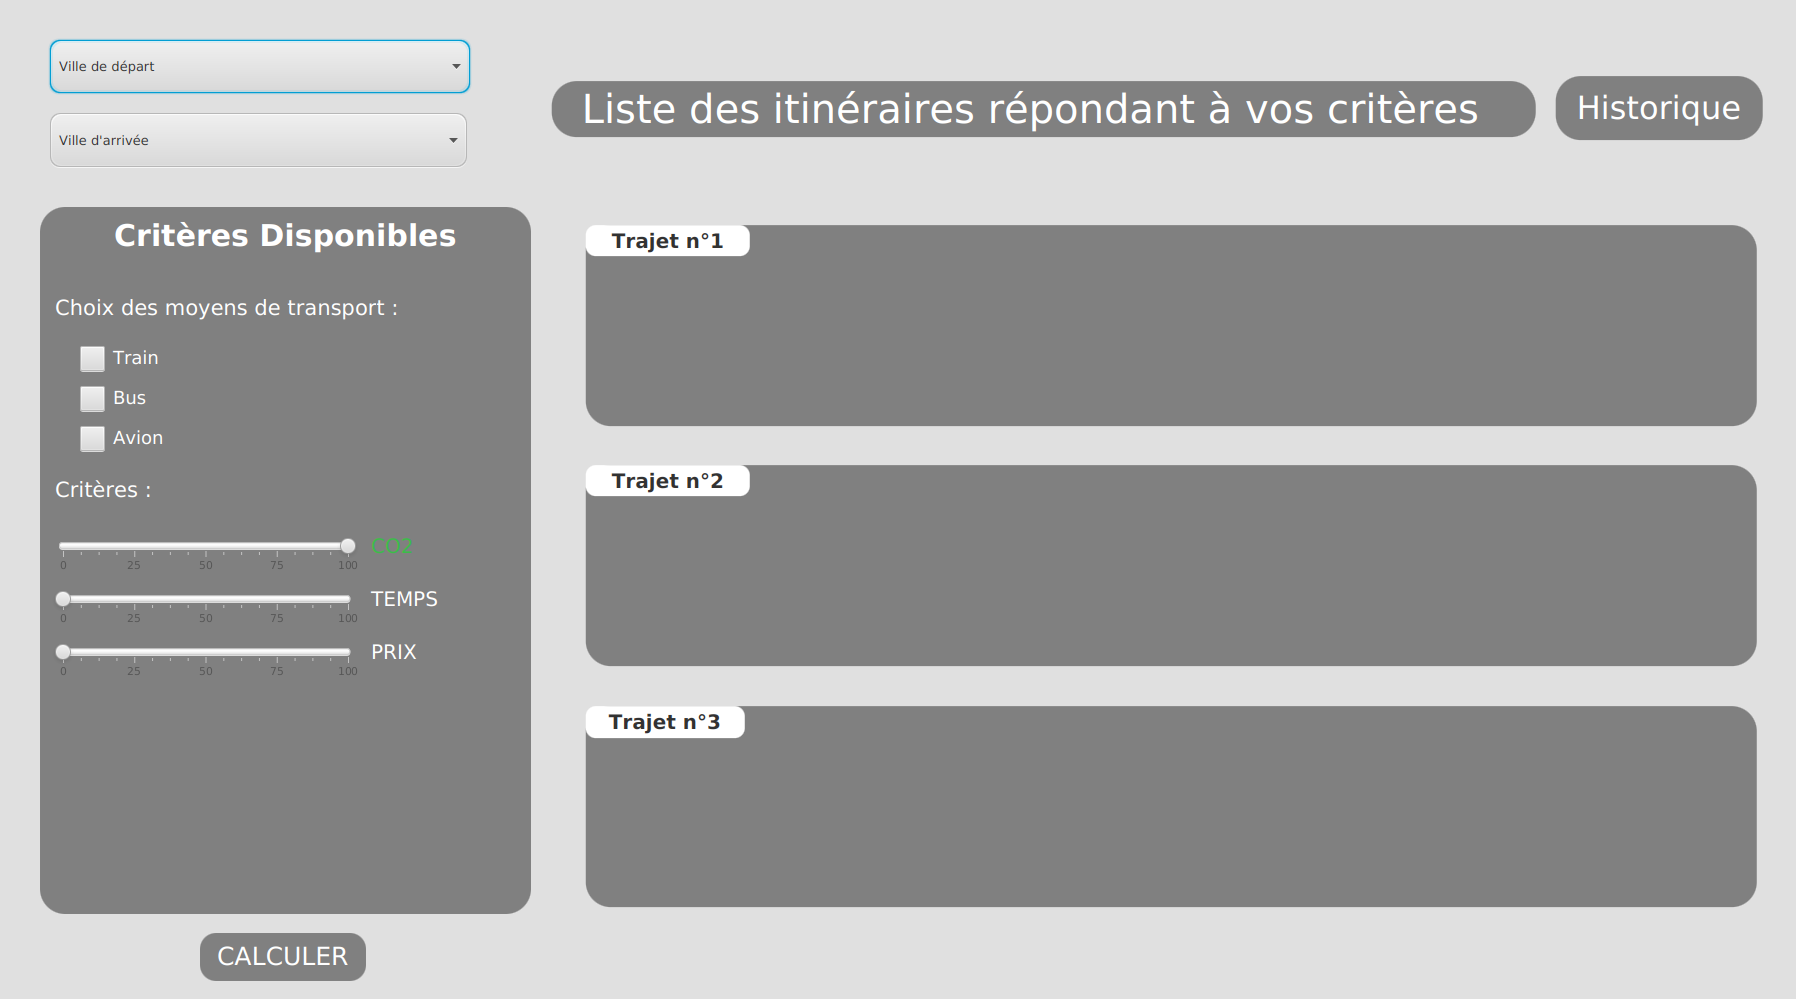 Ville de départ
Ville d'arrivée
Liste des itinéraires répondant à vos critères
Historique
Critères Disponibles
Choix des moyens de transport :
Train
Bus
Avion
Critères :
CO2
0 25 50 75 100
TEMPS
0 25 50 75 100
PRIX
0 25 50 75 100
CALCULER
Trajet n°1
Trajet n°2
Trajet n°3